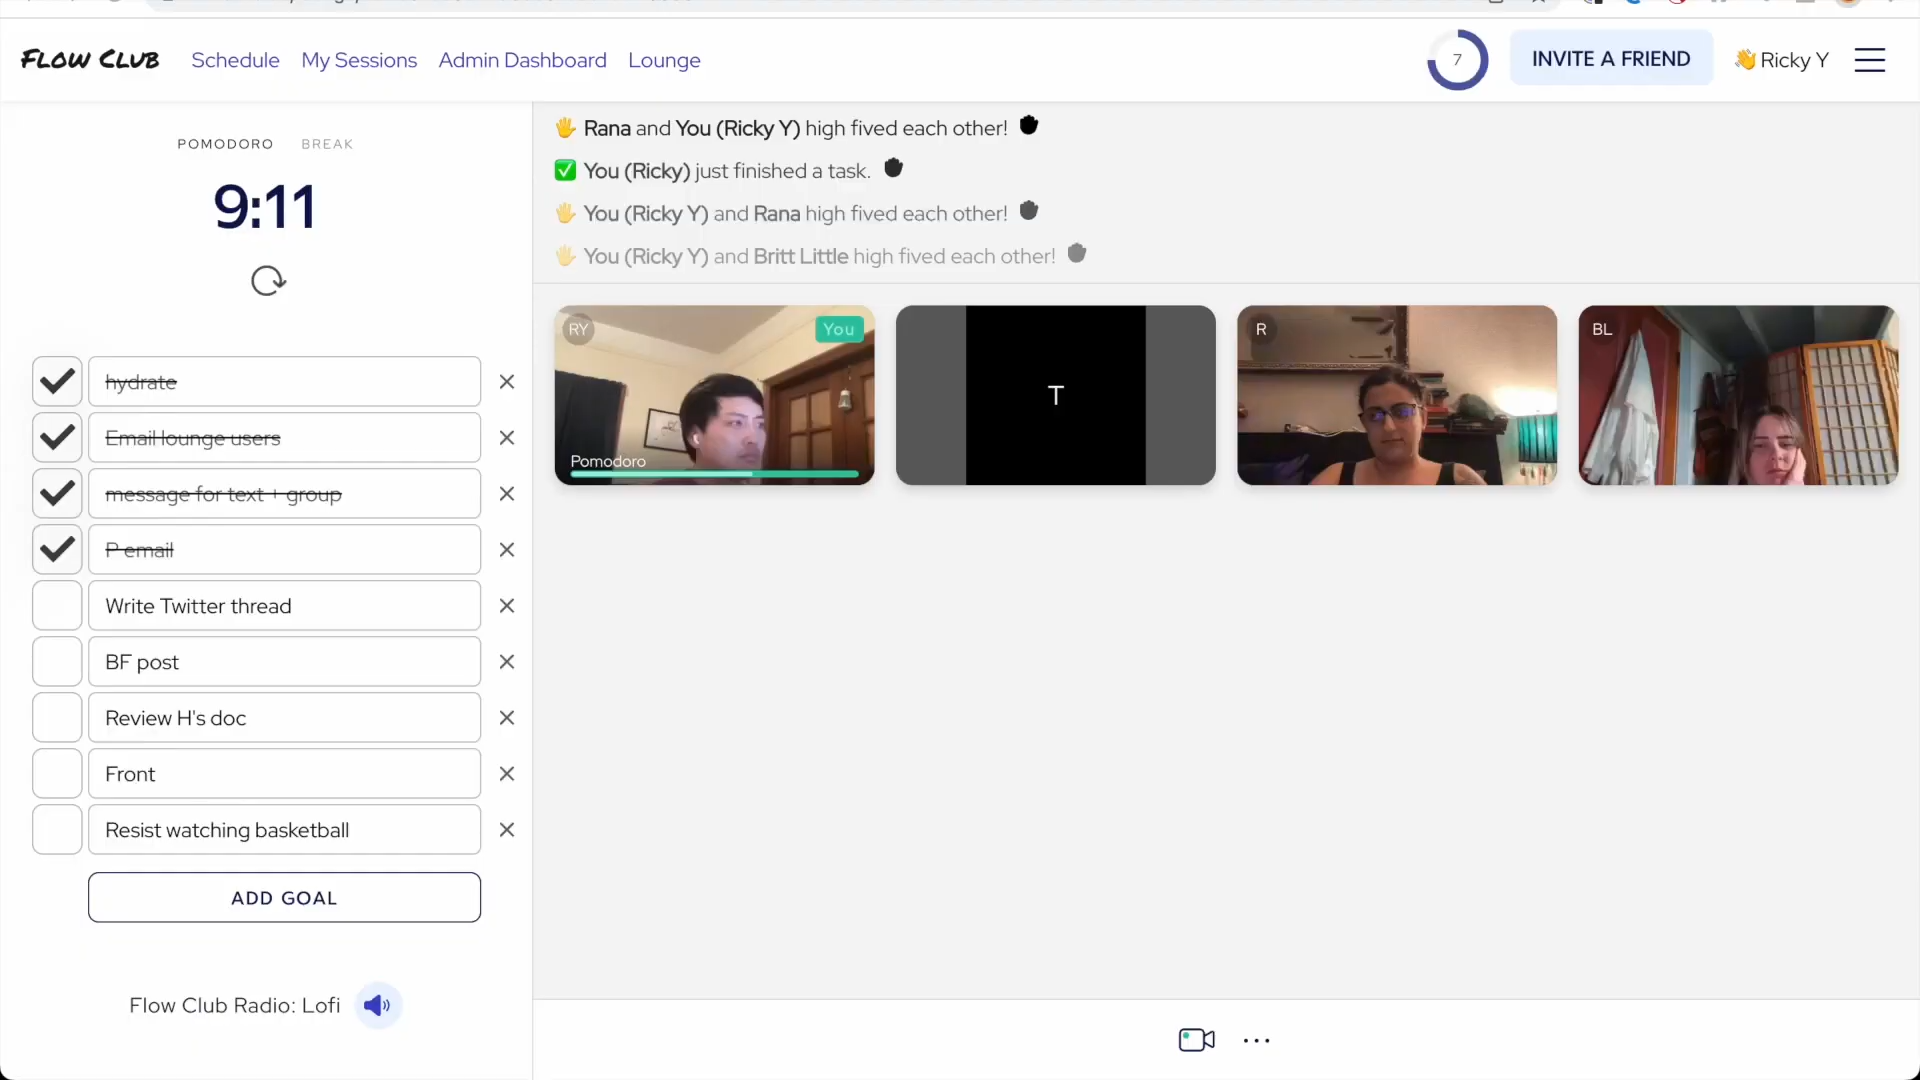 FLOW CLUB
Schedule
My Sessions
Admin Dashboard
Lounge
7
INVITE A FRIEND
👋 Ricky Y
POMODORO
BREAK
9:11
hydrate
Email lounge users
message for text + group
P email
Write Twitter thread
BF post
Review H's doc
Front
Resist watching basketball
ADD GOAL
Flow Club Radio: Lofi
🖐 Rana and You (Ricky Y) high fived each other!
✅ You (Ricky) just finished a task.
🖐 You (Ricky Y) and Rana high fived each other!
🖐 You (Ricky Y) and Britt Little high fived each other!
RY
You
Pomodoro
T
R
BL